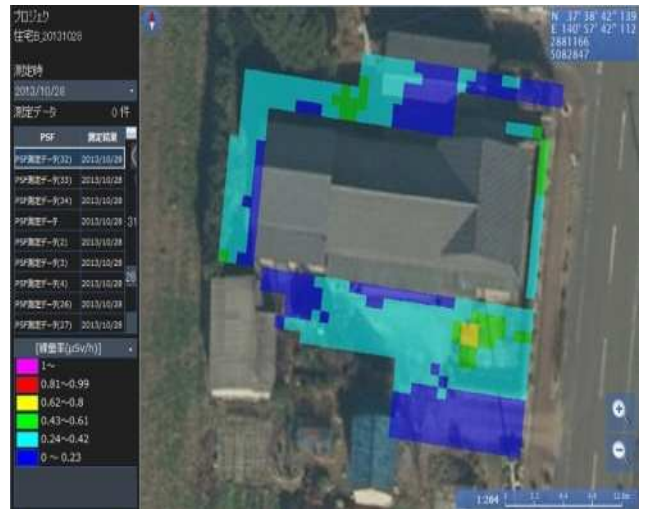 プロジェク
住宅B_20131028
測定時
2013/10/28
測定データ 0 件
PSF 測定結果
PSF測定データ(32) 2013/10/28
PSF測定データ(33) 2013/10/28
PSF測定データ(34) 2013/10/28
PSF測定データ 2013/10/28
PSF測定データ(2) 2013/10/28
PSF測定データ(3) 2013/10/28
PSF測定データ(4) 2013/10/28
PSF測定データ(26) 2013/10/28
PSF測定データ(27) 2013/10/28
31
28
[線量率(μSv/h)]
1~
0.81~0.99
0.62~0.8
0.43~0.61
0.24~0.42
0 ~ 0.23
N 37° 38' 42" 139
E 140° 57' 42" 112
2881166
5082847
1:204